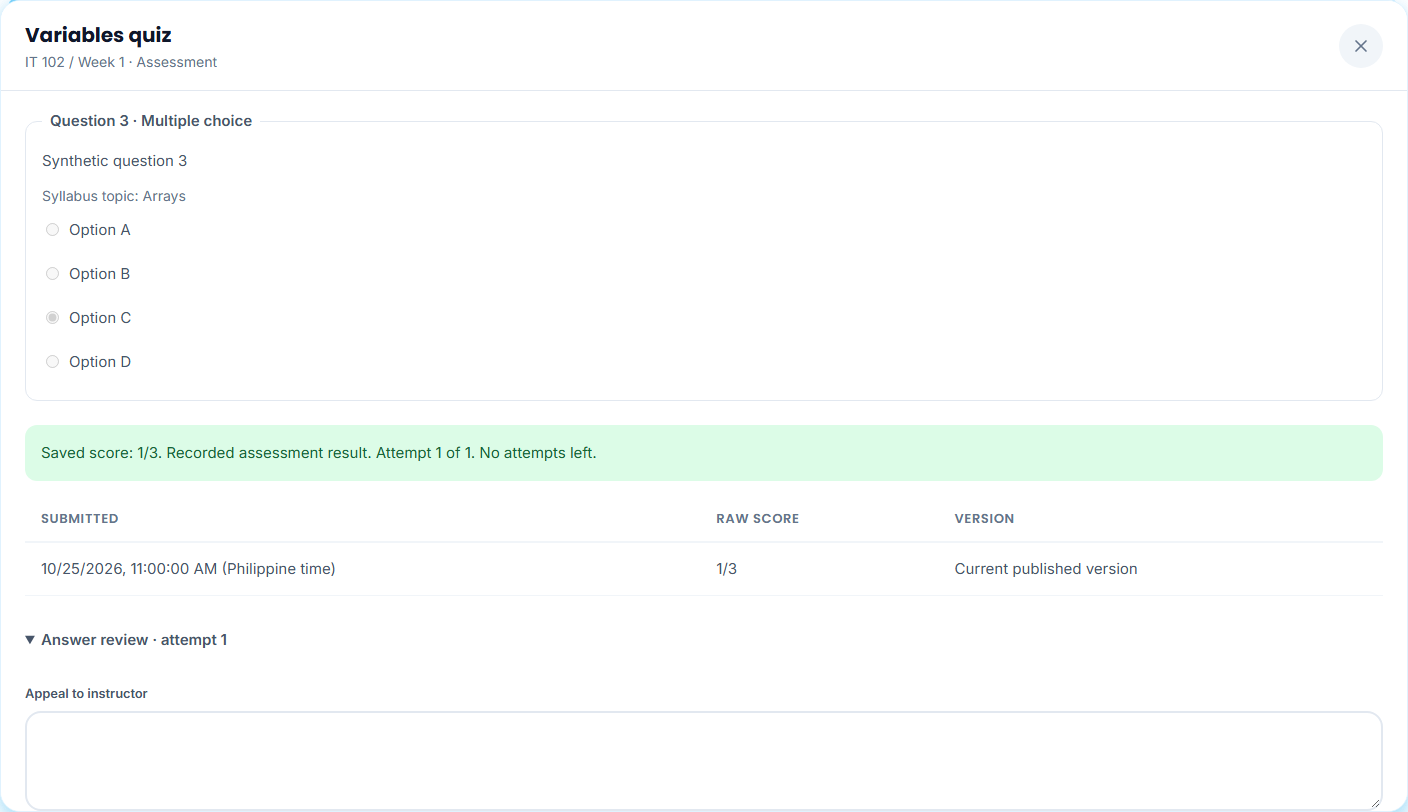 Variables quiz
IT 102 / Week 1 · Assessment
Question 3 · Multiple choice
Synthetic question 3
Syllabus topic: Arrays
Option A
Option B
Option C
Option D
Saved score: 1/3. Recorded assessment result. Attempt 1 of 1. No attempts left.
SUBMITTED RAW SCORE VERSION
10/25/2026, 11:00:00 AM (Philippine time) 1/3 Current published version
Answer review · attempt 1
Appeal to instructor